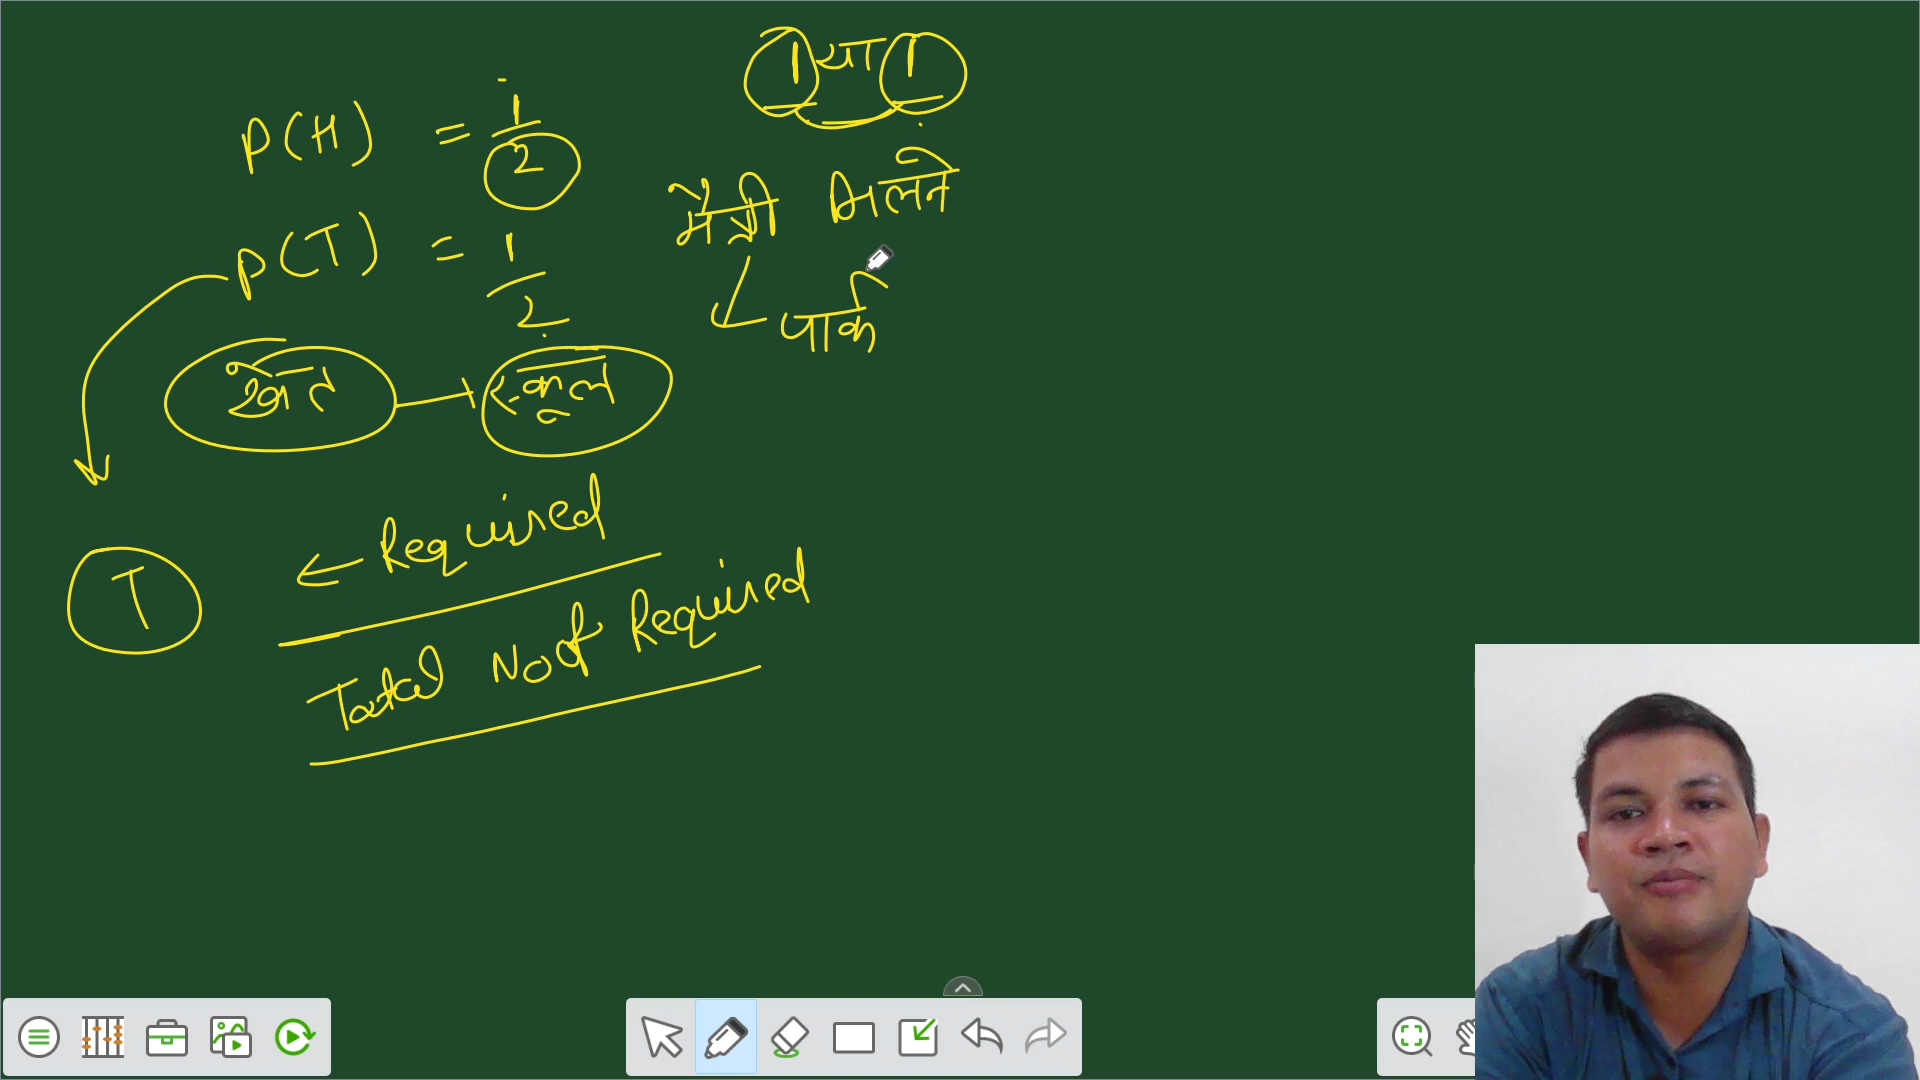 1 या 1
P(H) = 1/2
P(T) = 1/2
मैत्री मिलने
पार्क
खेत → स्कूल
T ← Required
Total No of Required